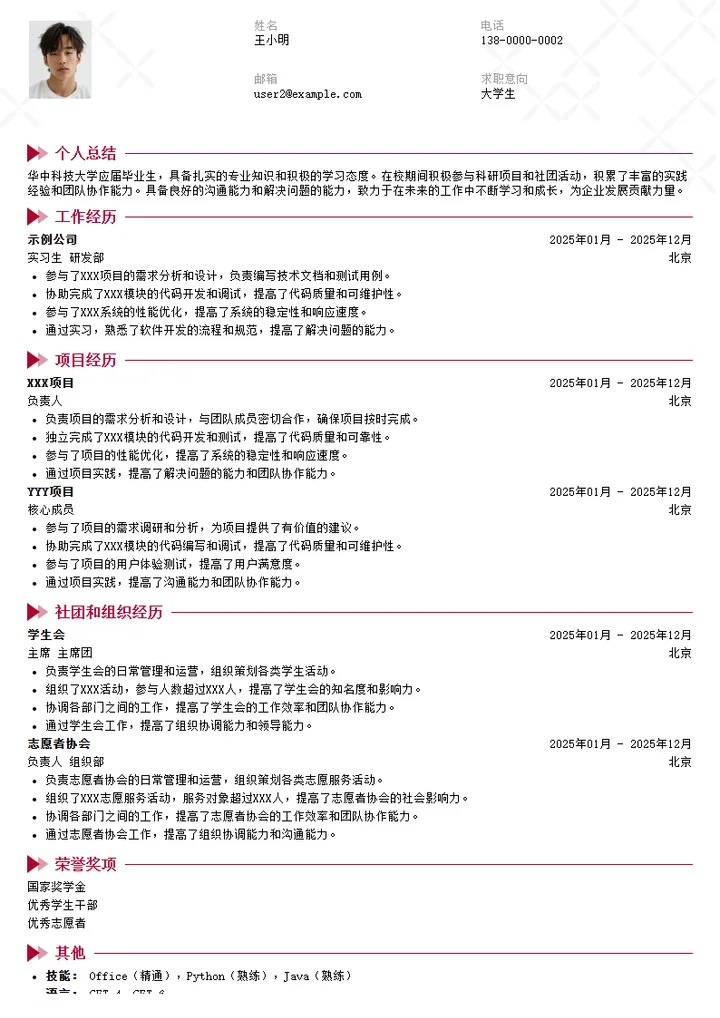 姓名
王小明
电话
138-0000-0002
邮箱
user2@example.com
求职意向
大学生
个人总结
华中科技大学应届毕业生，具备扎实的专业知识和积极的学习态度。在校期间积极参与科研项目和社团活动，积累了丰富的实践
经验和团队协作能力。具备良好的沟通能力和解决问题的能力，致力于在未来的工作中不断学习和成长，为企业发展贡献力量。
工作经历
示例公司 2025年01月 - 2025年12月
实习生 研发部 北京
• 参与了XXX项目的需求分析和设计，负责编写技术文档和测试用例。
• 协助完成了XXX模块的代码开发和调试，提高了代码质量和可维护性。
• 参与了XXX系统的性能优化，提高了系统的稳定性和响应速度。
• 通过实习，熟悉了软件开发的流程和规范，提高了解决问题的能力。
项目经历
XXX项目 2025年01月 - 2025年12月
负责人 北京
• 负责项目的需求分析和设计，与团队成员密切合作，确保项目按时完成。
• 独立完成了XXX模块的代码开发和测试，提高了代码质量和可靠性。
• 参与了项目的性能优化，提高了系统的稳定性和响应速度。
• 通过项目实践，提高了解决问题的能力和团队协作能力。
YYY项目 2025年01月 - 2025年12月
核心成员 北京
• 参与了项目的需求调研和分析，为项目提供了有价值的建议。
• 协助完成了XXX模块的代码编写和调试，提高了代码质量和可维护性。
• 参与了项目的用户体验测试，提高了用户满意度。
• 通过项目实践，提高了沟通能力和团队协作能力。
社团和组织经历
学生会 2025年01月 - 2025年12月
主席 主席团 北京
• 负责学生会的日常管理和运营，组织策划各类学生活动。
• 组织了XXX活动，参与人数超过XXX人，提高了学生会的知名度和影响力。
• 协调各部门之间的工作，提高了学生会的工作效率和团队协作能力。
• 通过学生会工作，提高了组织协调能力和领导能力。
志愿者协会 2025年01月 - 2025年12月
负责人 组织部 北京
• 负责志愿者协会的日常管理和运营，组织策划各类志愿服务活动。
• 组织了XXX志愿服务活动，服务对象超过XXX人，提高了志愿者协会的社会影响力。
• 协调各部门之间的工作，提高了志愿者协会的工作效率和团队协作能力。
• 通过志愿者协会工作，提高了组织协调能力和沟通能力。
荣誉奖项
国家奖学金
优秀学生干部
优秀志愿者
其他
• 技能： Office（精通），Python（熟练），Java（熟练）